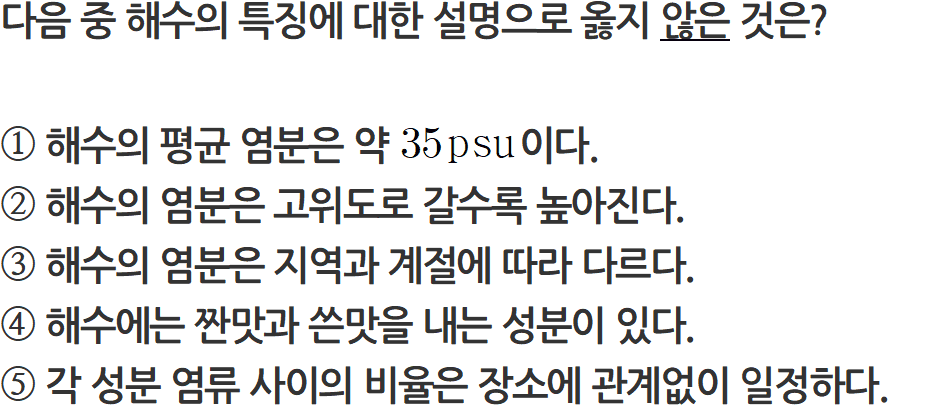 다음 중 해수의 특징에 대한 설명으로 옳지 않은 것은?
① 해수의 평균 염분은 약 35psu이다.
② 해수의 염분은 고위도로 갈수록 높아진다.
③ 해수의 염분은 지역과 계절에 따라 다르다.
④ 해수에는 짠맛과 쓴맛을 내는 성분이 있다.
⑤ 각 성분 염류 사이의 비율은 장소에 관계없이 일정하다.